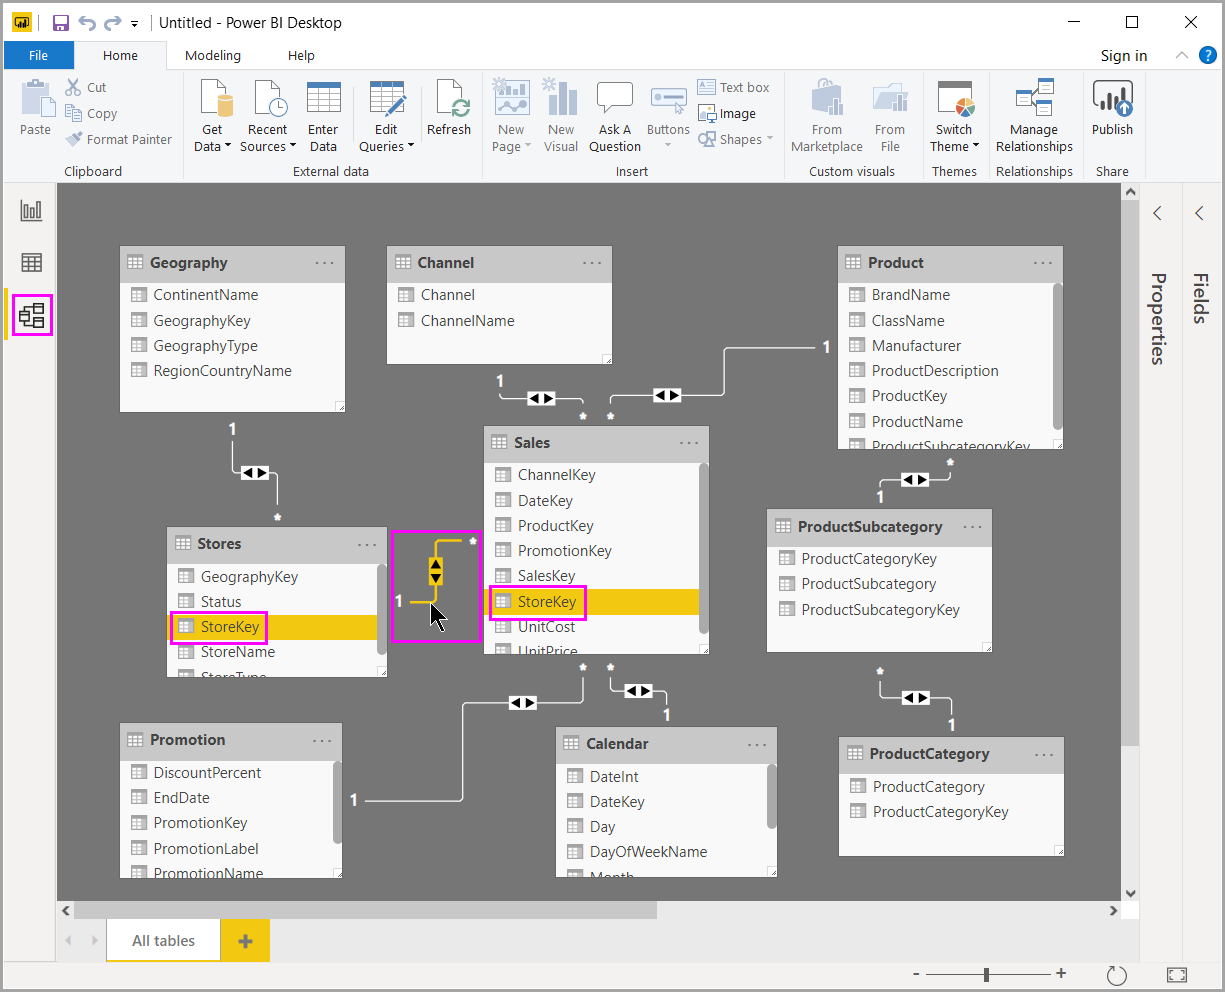 Untitled - Power BI Desktop
File Home Modeling Help Sign in ?
Paste
Cut
Copy
Format Painter
Clipboard
Get Data
Recent Sources
Enter Data
Edit Queries
Refresh
External data
New Page
New Visual
Ask A Question
Buttons
Text box
Image
Shapes
Insert
From Marketplace
From File
Custom visuals
Switch Theme
Themes
Manage Relationships
Relationships
Publish
Share
Geography ...
ContinentName
GeographyKey
GeographyType
RegionCountryName
Channel ...
Channel
ChannelName
Product ...
BrandName
ClassName
Manufacturer
ProductDescription
ProductKey
ProductName
ProductSubcategoryKey
1
*
1
*
*
1
Sales ...
ChannelKey
DateKey
ProductKey
PromotionKey
SalesKey
StoreKey
UnitCost
UnitPrice
Stores ...
GeographyKey
Status
StoreKey
StoreName
StoreType
1
*
*
1
ProductSubcategory ...
ProductCategoryKey
ProductSubcategory
ProductSubcategoryKey
*
1
*
1
*
1
Promotion ...
DiscountPercent
EndDate
PromotionKey
PromotionLabel
PromotionName
1
*
Calendar ...
DateInt
DateKey
Day
DayOfWeekName
Month
ProductCategory ...
ProductCategory
ProductCategoryKey
Properties
Fields
All tables +
- +